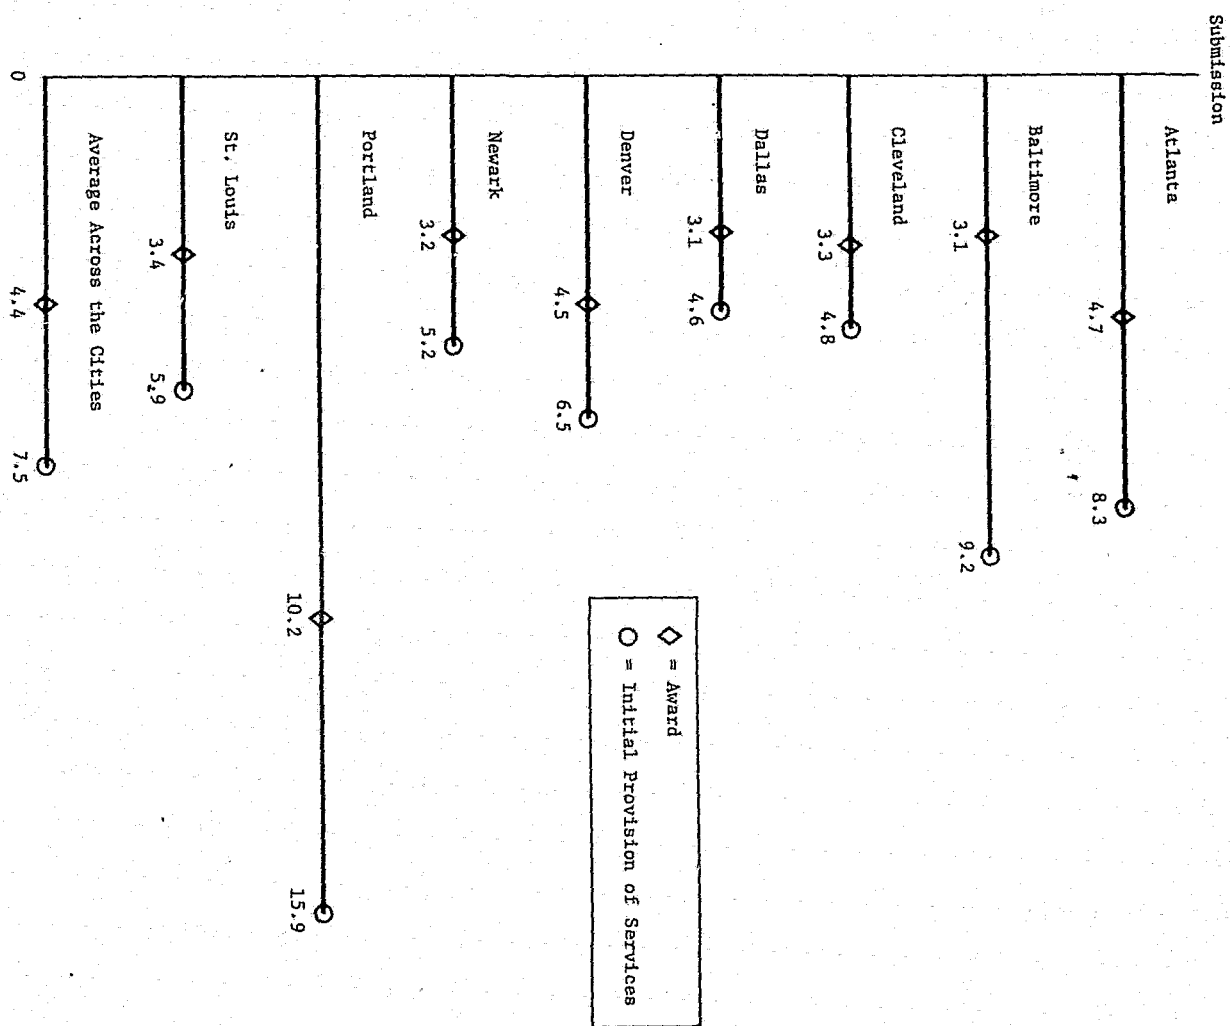 Submission
Atlanta
4.7
8.3
Baltimore
3.1
9.2
Cleveland
3.3
4.8
Dallas
3.1
4.6
Denver
4.5
6.5
Newark
3.2
5.2
Portland
10.2
15.9
St. Louis
3.4
5.9
Average Across the Cities
4.4
7.5
0
◇ = Award
○ = Initial Provision of Services